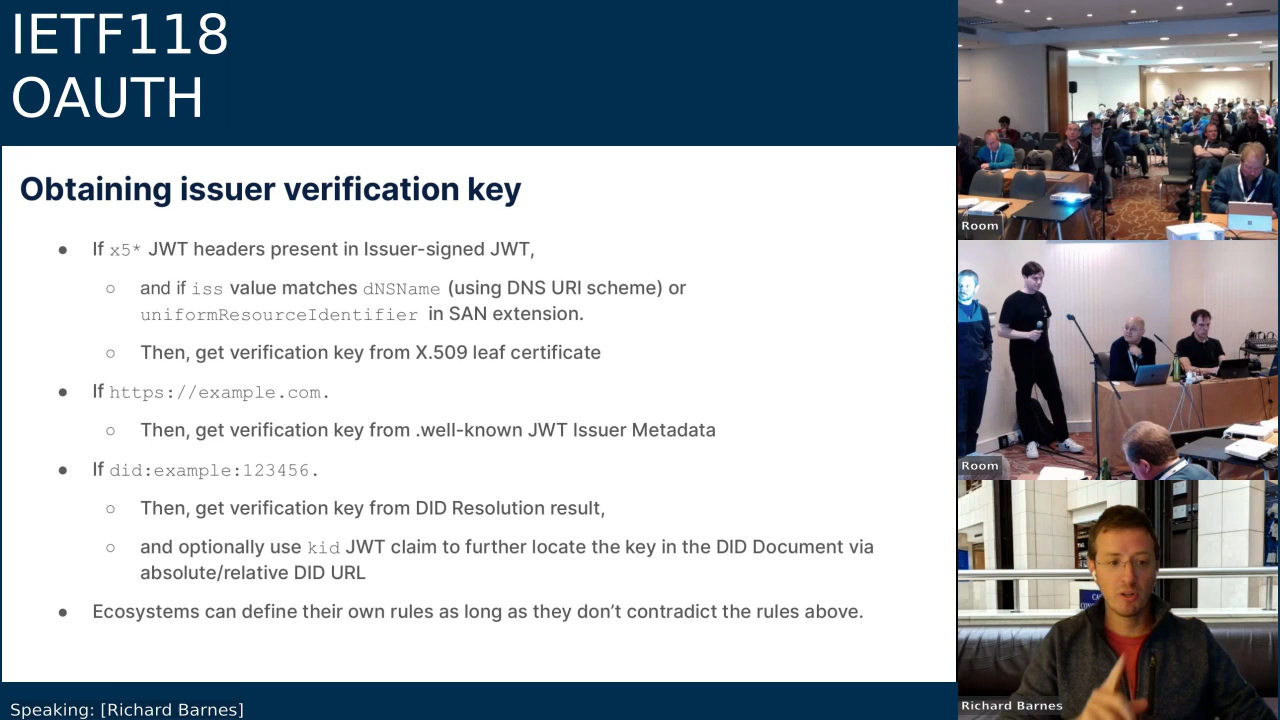 IETF118
OAUTH
Obtaining issuer verification key
● If x5* JWT headers present in Issuer-signed JWT,
○ and if iss value matches dNSName (using DNS URI scheme) or
uniformResourceIdentifier in SAN extension.
○ Then, get verification key from X.509 leaf certificate
● If https://example.com.
○ Then, get verification key from .well-known JWT Issuer Metadata
● If did:example:123456.
○ Then, get verification key from DID Resolution result,
○ and optionally use kid JWT claim to further locate the key in the DID Document via
absolute/relative DID URL
● Ecosystems can define their own rules as long as they don’t contradict the rules above.
Speaking: [Richard Barnes]
Room
Room
Richard Barnes